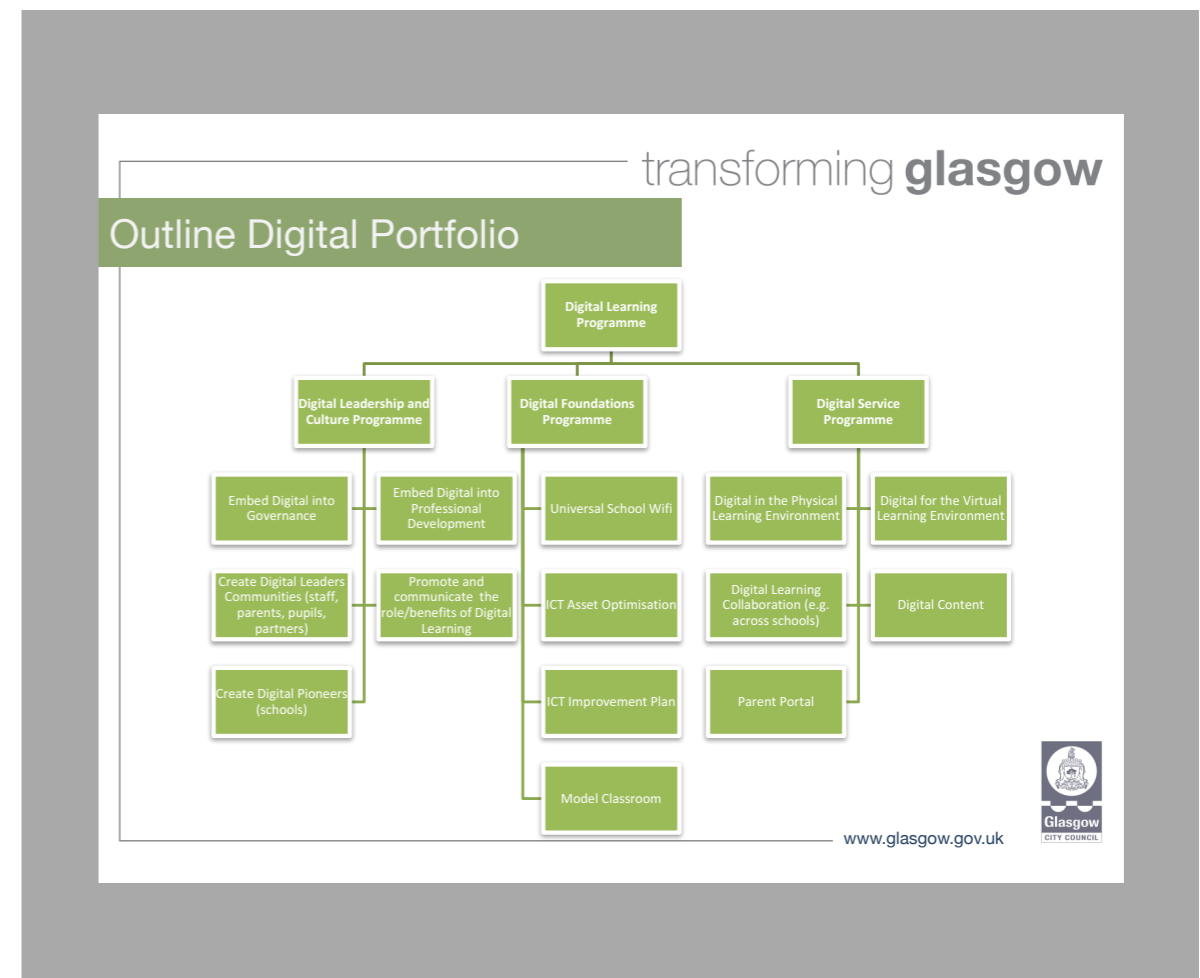 transforming glasgow
Outline Digital Portfolio
Digital Learning
Programme
Digital Leadership and
Culture Programme
Digital Foundations
Programme
Digital Service
Programme
Embed Digital into
Governance
Embed Digital into
Professional
Development
Universal School Wifi
Digital in the Physical
Learning Environment
Digital for the Virtual
Learning Environment
Create Digital Leaders
Communities (staff,
parents, pupils,
partners)
Promote and
communicate the
role/benefits of Digital
Learning
ICT Asset Optimisation
Digital Learning
Collaboration (e.g.
across schools)
Digital Content
Create Digital Pioneers
(schools)
ICT Improvement Plan
Parent Portal
Model Classroom
www.glasgow.gov.uk
Glasgow
CITY COUNCIL